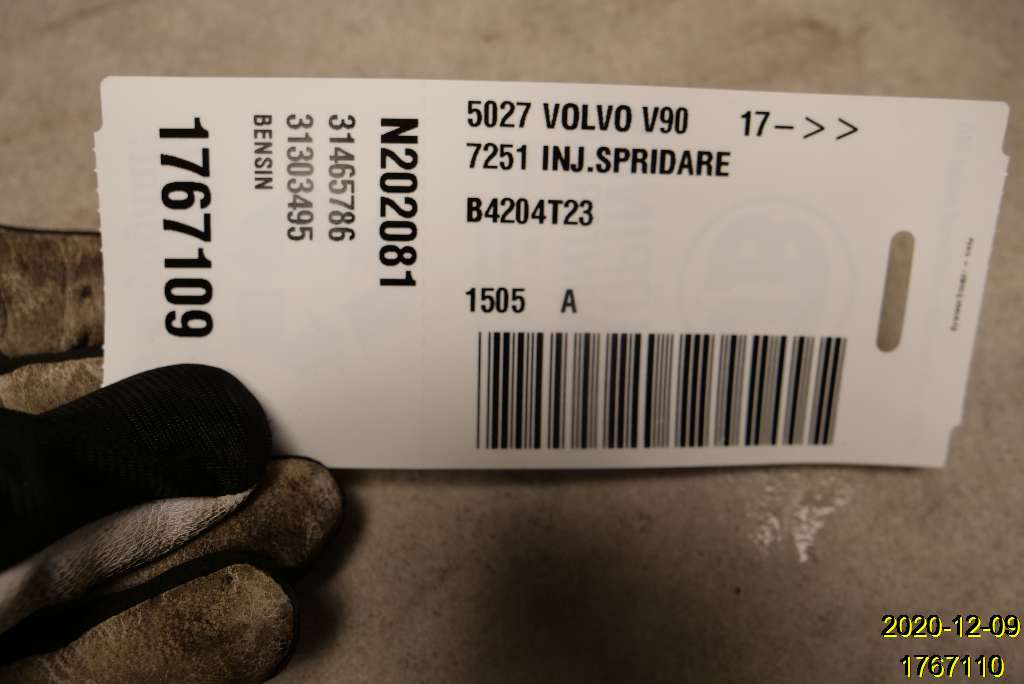 5027 VOLVO V90 17-> >
7251 INJ.SPRIDARE
B4204T23
1505 A
N202081
31465786
31303495
BENSIN
1767109
2020-12-09
1767110